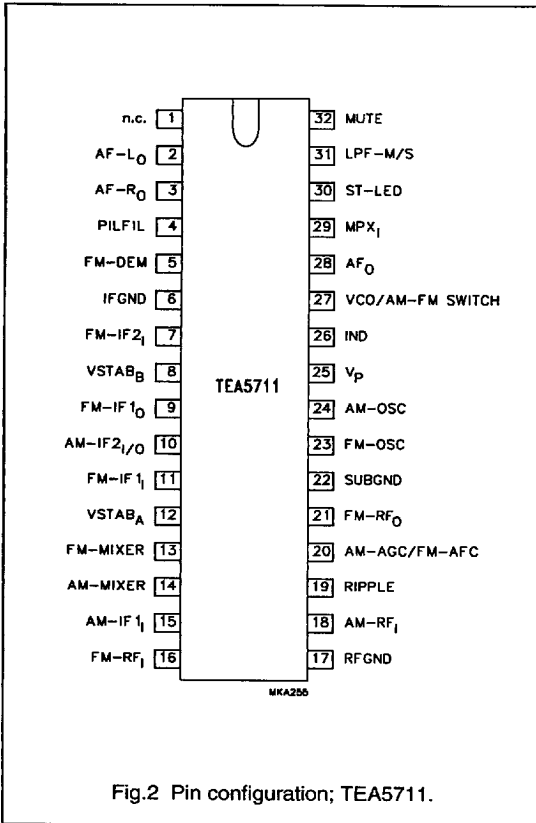 n.c. 1 32 MUTE
AF-LO 2 31 LPF-M/S
AF-RO 3 30 ST-LED
PILFIL 4 29 MPXI
FM-DEM 5 28 AFO
IFGND 6 27 VCO/AM-FM SWITCH
FM-IF2I 7 26 IND
VSTABB 8 25 VP
TEA5711
FM-IF1O 9 24 AM-OSC
AM-IF2I/O 10 23 FM-OSC
FM-IF1I 11 22 SUBGND
VSTABA 12 21 FM-RFO
FM-MIXER 13 20 AM-AGC/FM-AFC
AM-MIXER 14 19 RIPPLE
AM-IF1I 15 18 AM-RFI
FM-RFI 16 17 RFGND
MKA255
Fig.2 Pin configuration; TEA5711.